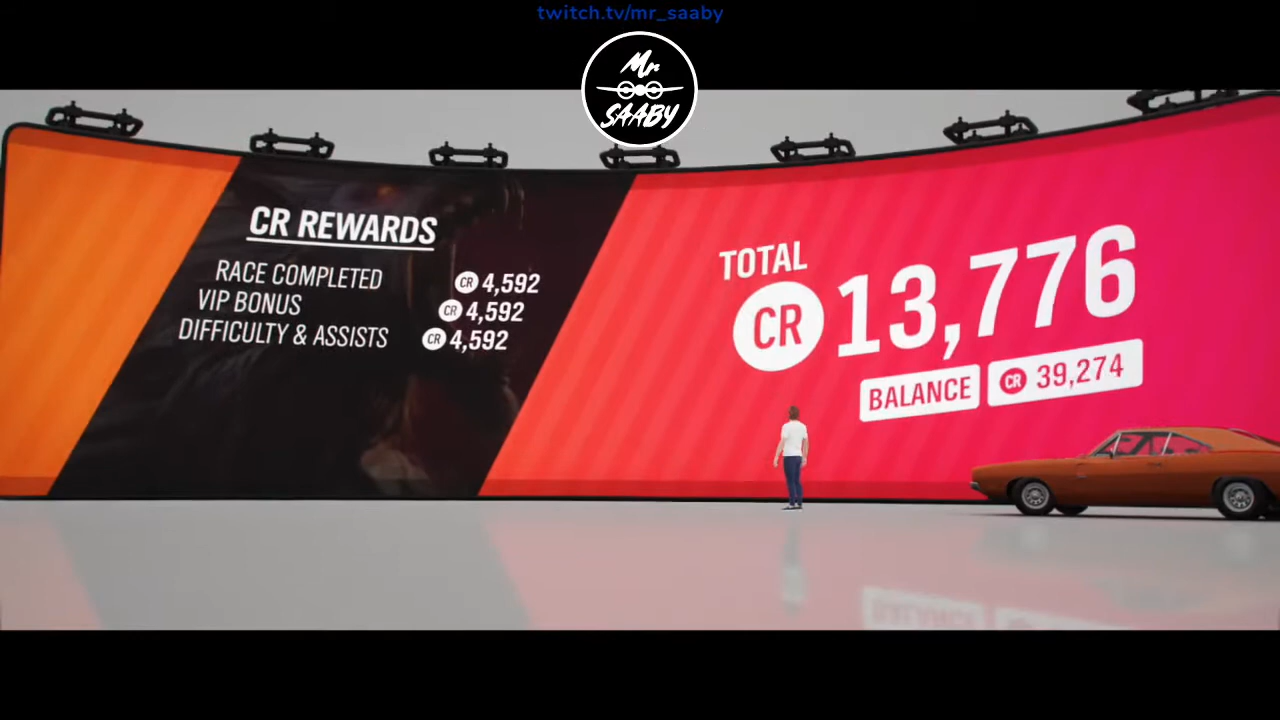 twitch.tv/mr_saaby
Mr
SAABY
CR REWARDS
RACE COMPLETED CR 4,592
VIP BONUS CR 4,592
DIFFICULTY & ASSISTS CR 4,592
TOTAL
CR 13,776
BALANCE CR 39,274